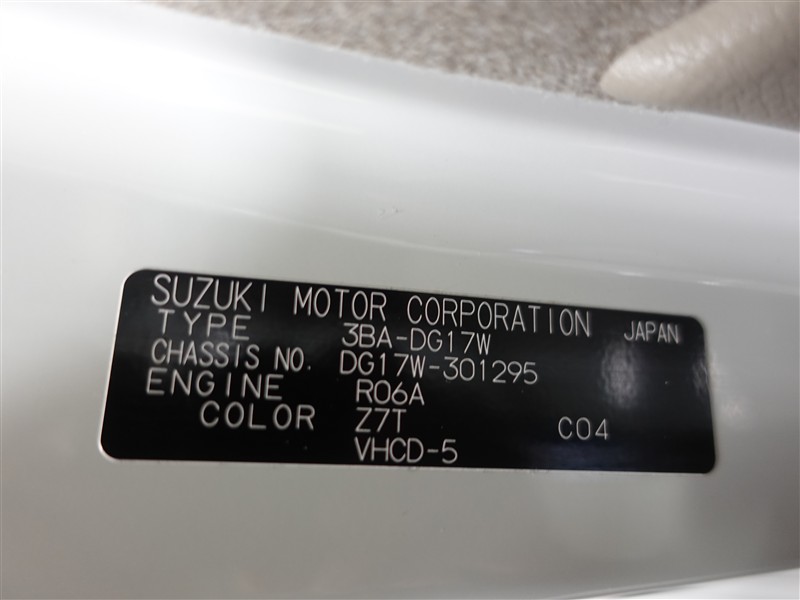 SUZUKI MOTOR CORPORATION JAPAN
TYPE 3BA-DG17W
CHASSIS NO. DG17W-301295
ENGINE R06A
COLOR Z7T C04
VHCD-5